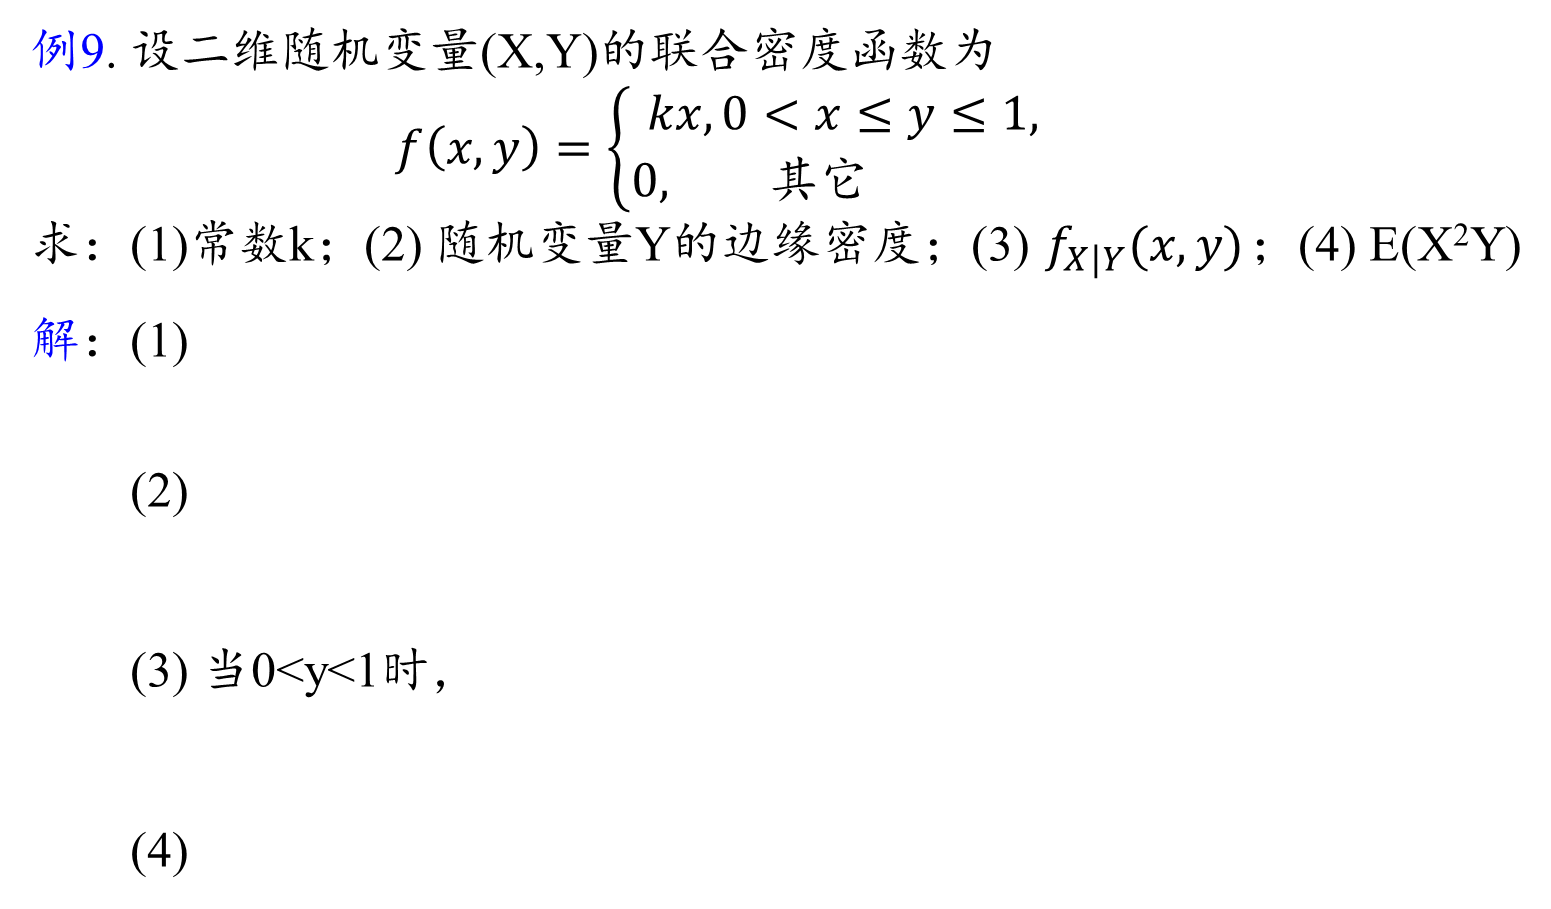 例9. 设二维随机变量(X,Y)的联合密度函数为
f(x,y) = { kx, 0 < x ≤ y ≤ 1,
0, 其它
求：(1)常数k；(2) 随机变量Y的边缘密度；(3) f_{X|Y}(x,y)；(4) E(X²Y)
解：(1)
(2)
(3) 当0<y<1时，
(4)